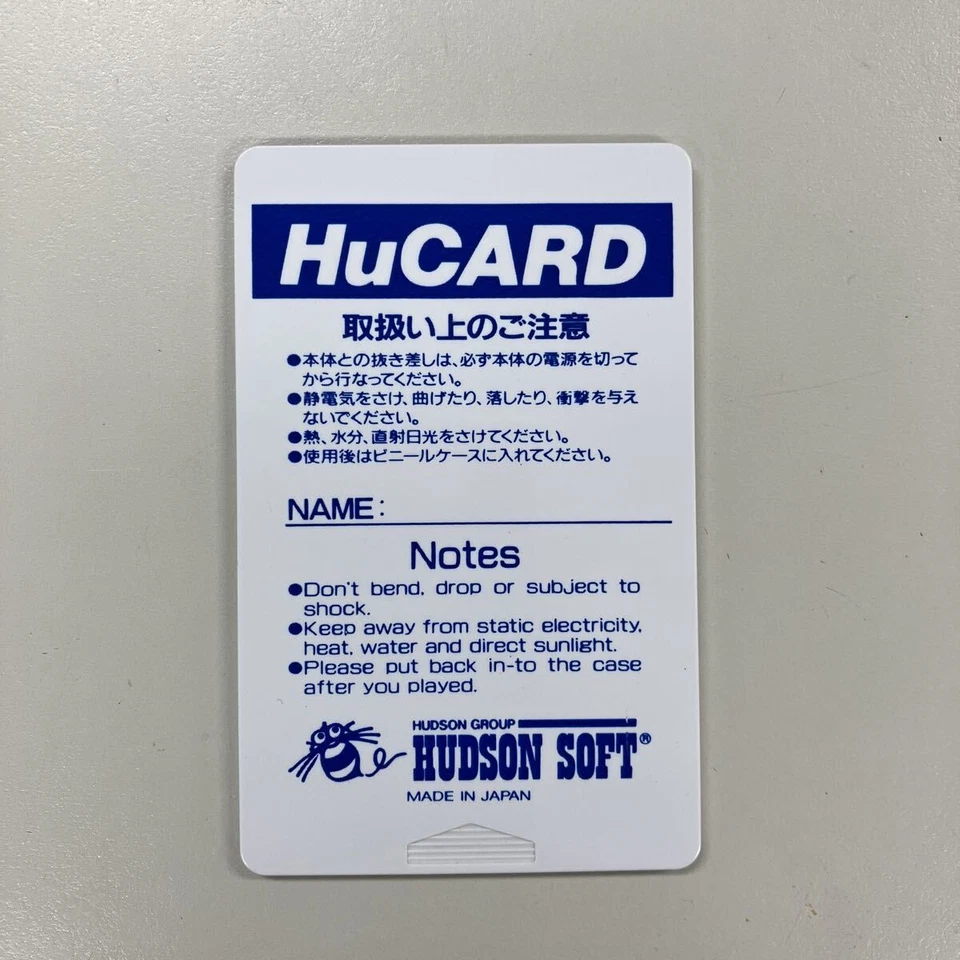 HuCARD
取扱い上のご注意
●本体との抜き差しは、必ず本体の電源を切って
から行なってください。
●静電気をさけ、曲げたり、落したり、衝撃を与え
ないでください。
●熱、水分、直射日光をさけてください。
●使用後はビニールケースに入れてください。
NAME:
Notes
●Don't bend, drop or subject to
shock.
●Keep away from static electricity,
heat, water and direct sunlight.
●Please put back in-to the case
after you played.
HUDSON GROUP
HUDSON SOFT®
MADE IN JAPAN